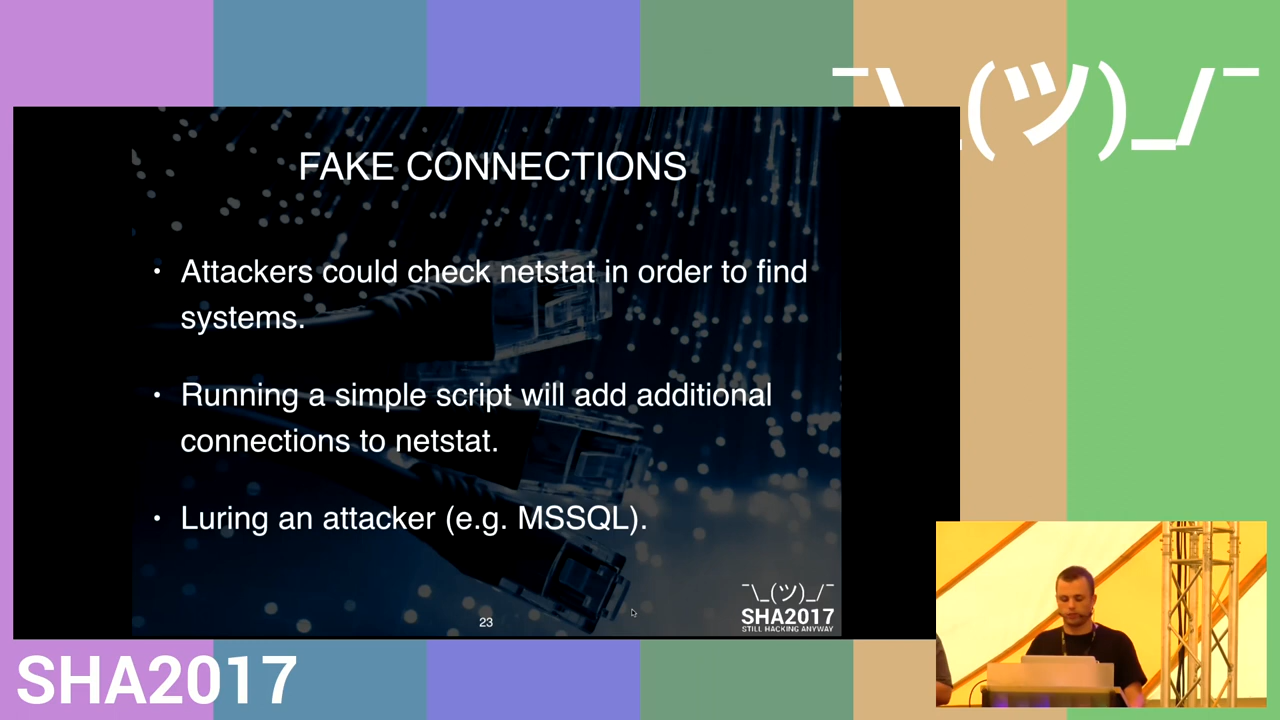 ¯\_(ツ)_/¯
FAKE CONNECTIONS
• Attackers could check netstat in order to find
systems.
• Running a simple script will add additional
connections to netstat.
• Luring an attacker (e.g. MSSQL).
¯\_(ツ)_/¯
SHA2017
STILL HACKING ANYWAY
23
SHA2017